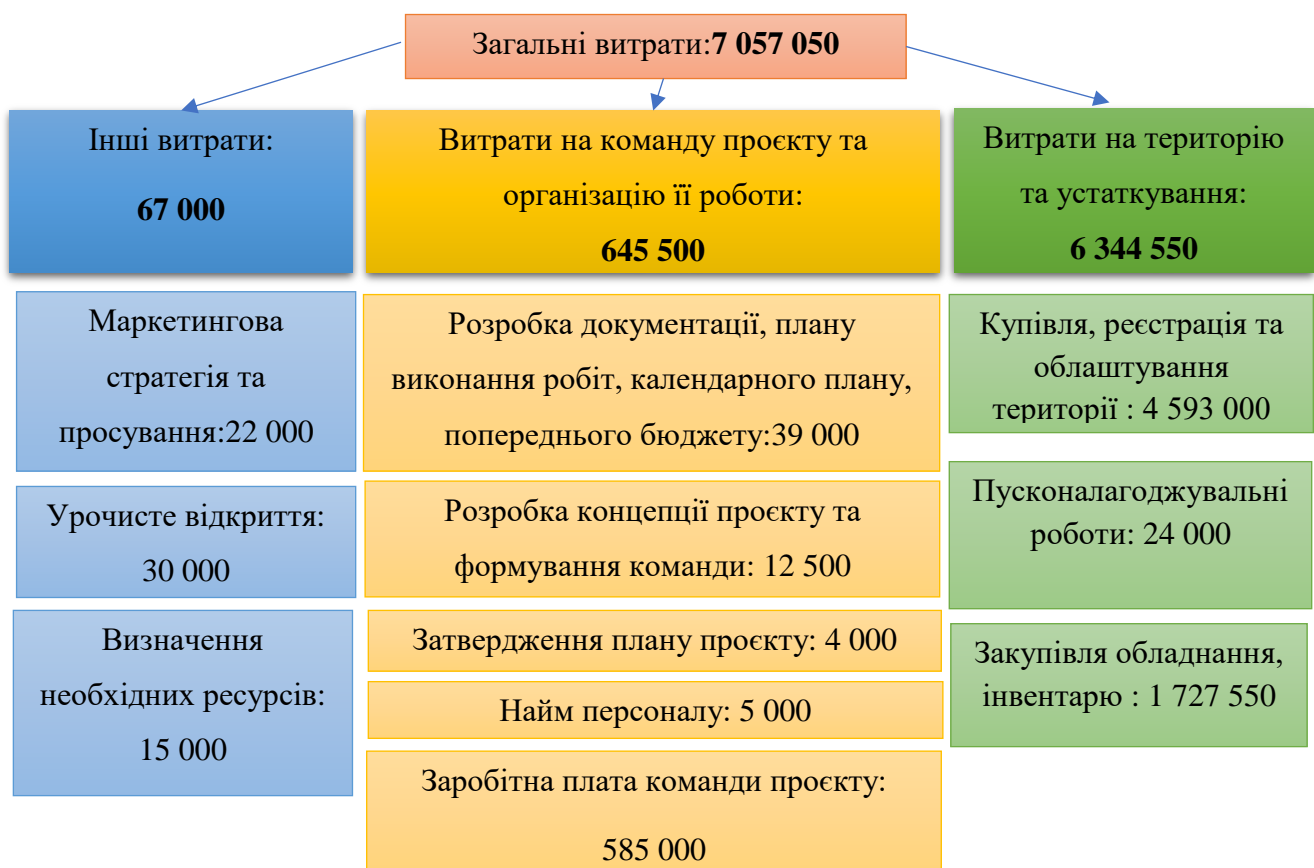 Загальні витрати:7 057 050
Інші витрати:
67 000
Витрати на команду проєкту та
організацію її роботи:
645 500
Витрати на територію
та устаткування:
6 344 550
Маркетингова
стратегія та
просування:22 000
Урочисте відкриття:
30 000
Визначення
необхідних ресурсів:
15 000
Розробка документації, плану
виконання робіт, календарного плану,
попереднього бюджету:39 000
Розробка концепції проєкту та
формування команди: 12 500
Затвердження плану проєкту: 4 000
Найм персоналу: 5 000
Заробітна плата команди проєкту:
585 000
Купівля, реєстрація та
облаштування
території : 4 593 000
Пусконалагоджувальні
роботи: 24 000
Закупівля обладнання,
інвентарю : 1 727 550